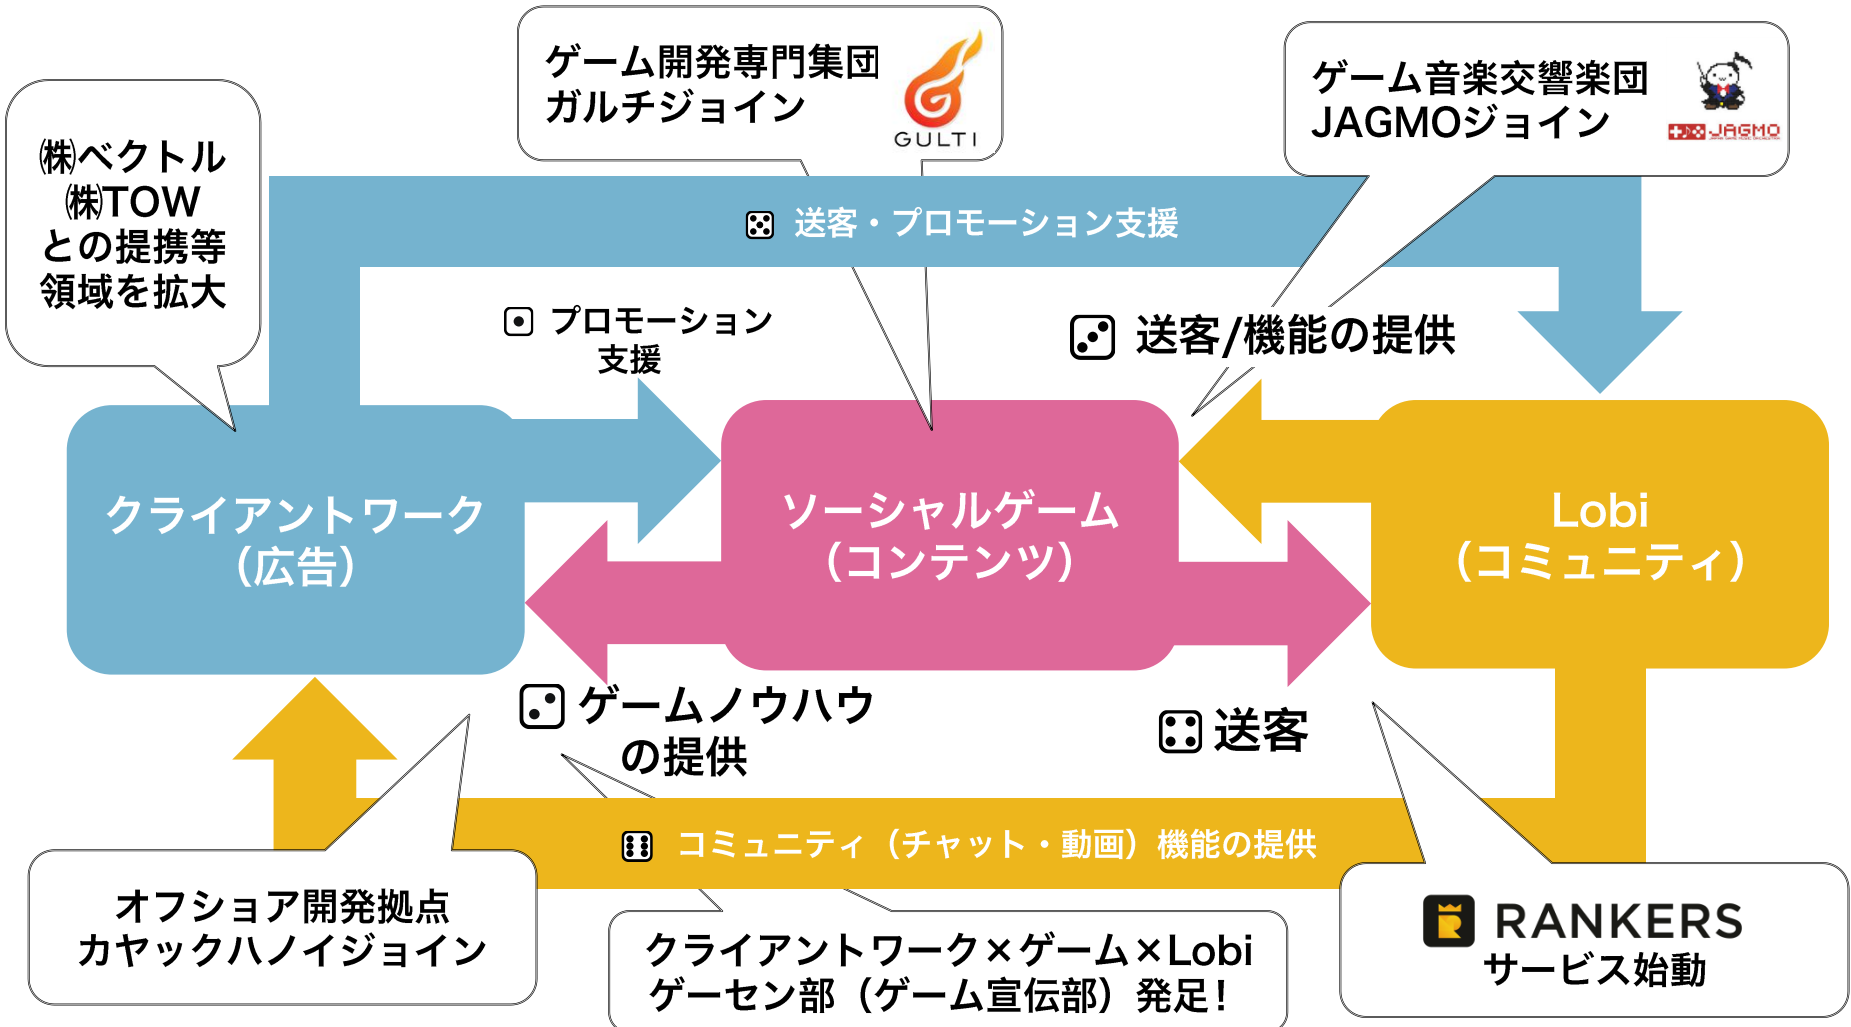 ゲーム開発専門集団
ガルチジョイン
GULTI
ゲーム音楽交響楽団
JAGMOジョイン
JAGMO
㈱ベクトル
㈱TOW
との提携等
領域を拡大
送客・プロモーション支援
プロモーション
支援
送客/機能の提供
クライアントワーク
（広告）
ソーシャルゲーム
（コンテンツ）
Lobi
（コミュニティ）
ゲームノウハウ
の提供
送客
コミュニティ（チャット・動画）機能の提供
オフショア開発拠点
カヤックハノイジョイン
クライアントワーク×ゲーム×Lobi
ゲーセン部（ゲーム宣伝部）発足！
RANKERS
サービス始動